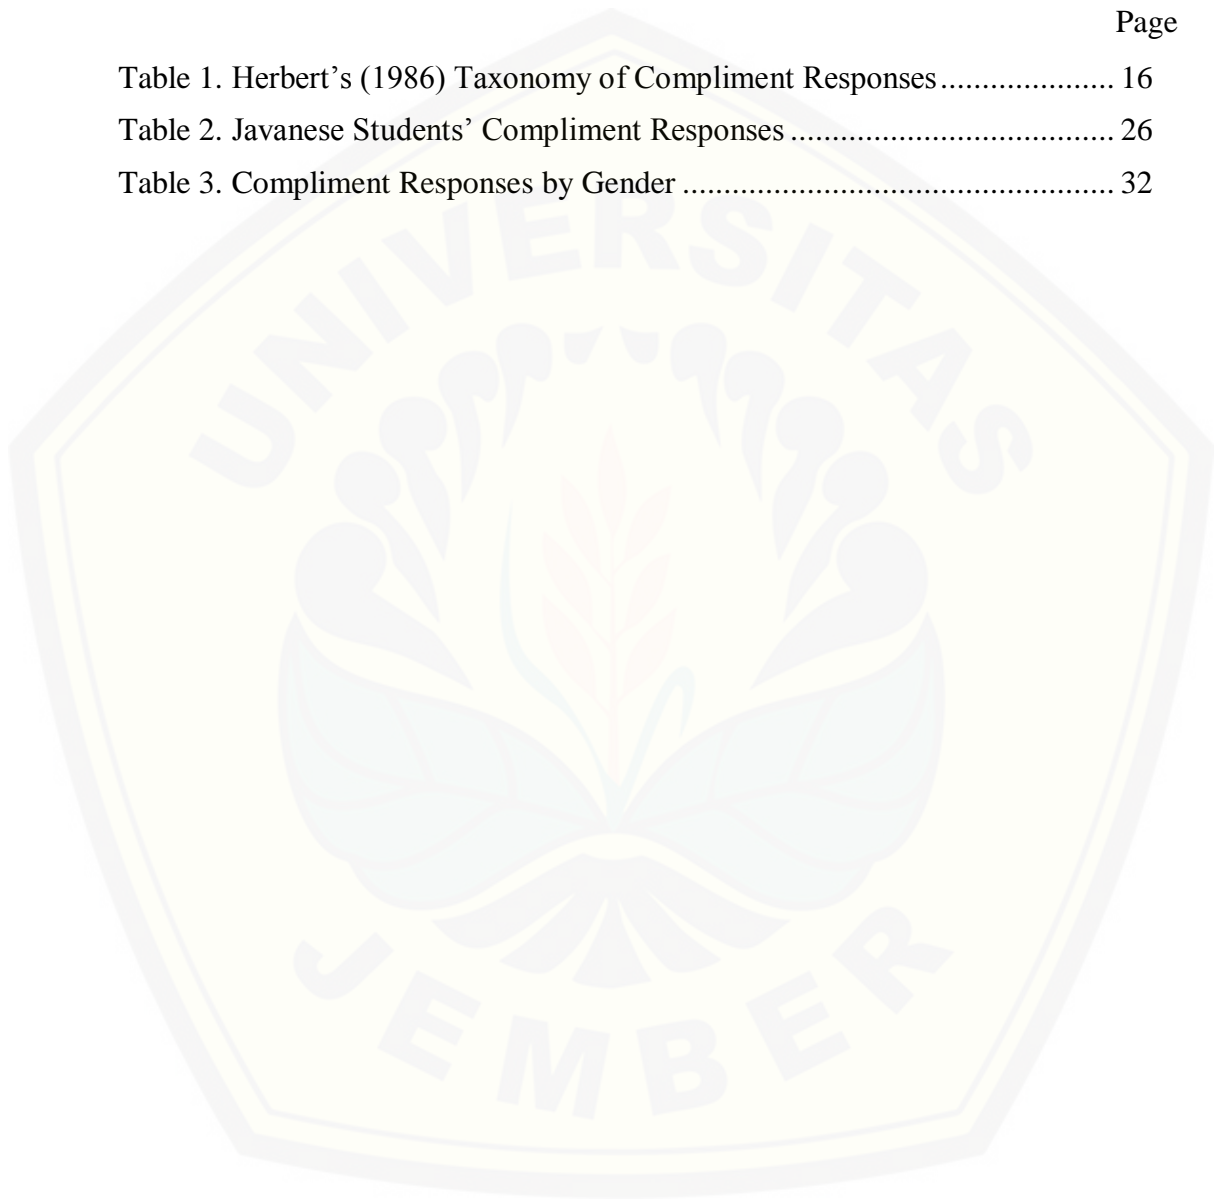 Page
Table 1. Herbert’s (1986) Taxonomy of Compliment Responses.................... 16
Table 2. Javanese Students’ Compliment Responses ..................................... 26
Table 3. Compliment Responses by Gender ................................................. 32
UNIVERSITAS
JEMBER